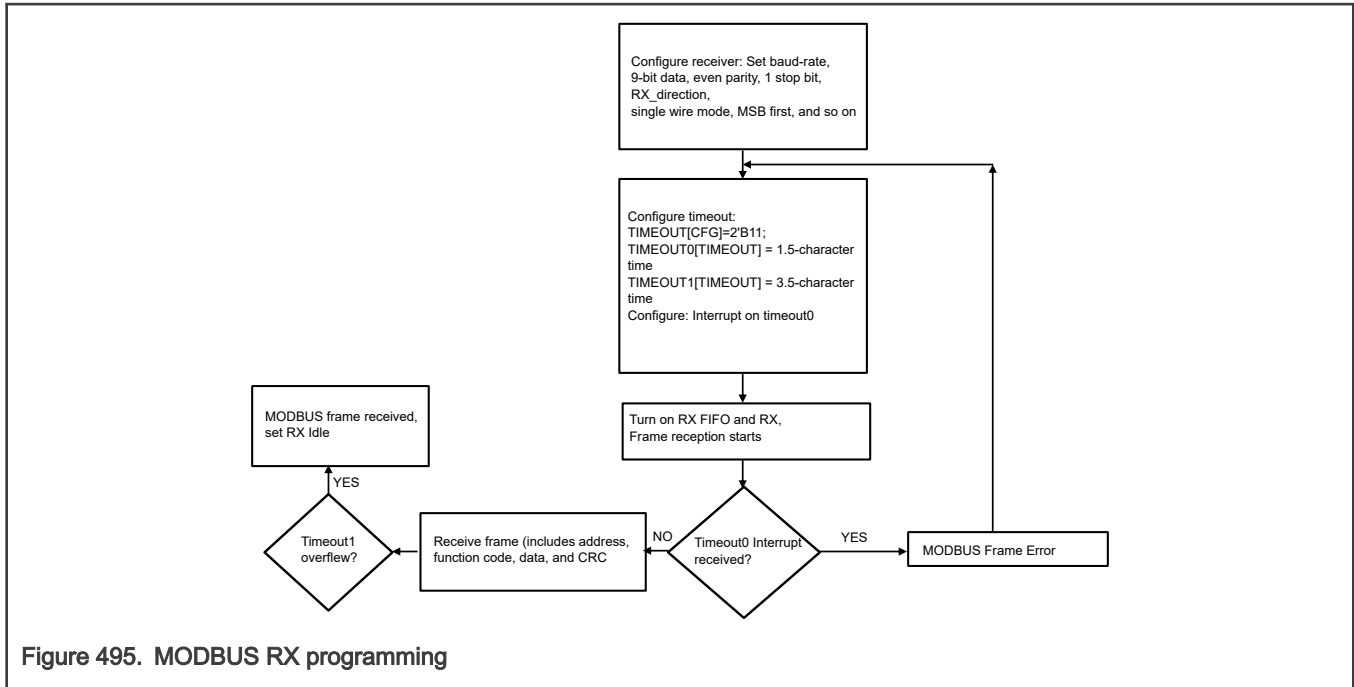 Configure receiver: Set baud-rate,
9-bit data, even parity, 1 stop bit,
RX_direction,
single wire mode, MSB first, and so on
Configure timeout:
TIMEOUT[CFG]=2'B11;
TIMEOUT0[TIMEOUT] = 1.5-character
time
TIMEOUT1[TIMEOUT] = 3.5-character
time
Configure: Interrupt on timeout0
Turn on RX FIFO and RX,
Frame reception starts
Timeout0 Interrupt
received?
YES
MODBUS Frame Error
NO
Receive frame (includes address,
function code, data, and CRC
Timeout1
overflew?
YES
MODBUS frame received,
set RX Idle
Figure 495. MODBUS RX programming